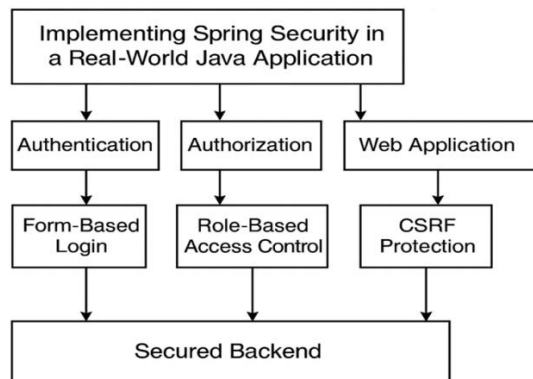 Implementing Spring Security in
a Real-World Java Application
Authentication
Authorization
Web Application
Form-Based
Login
Role-Based
Access Control
CSRF
Protection
Secured Backend